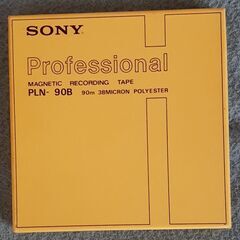 SONY
Professional
MAGNETIC RECORDING TAPE
PLN- 90B 90m 38MICRON POLYESTER